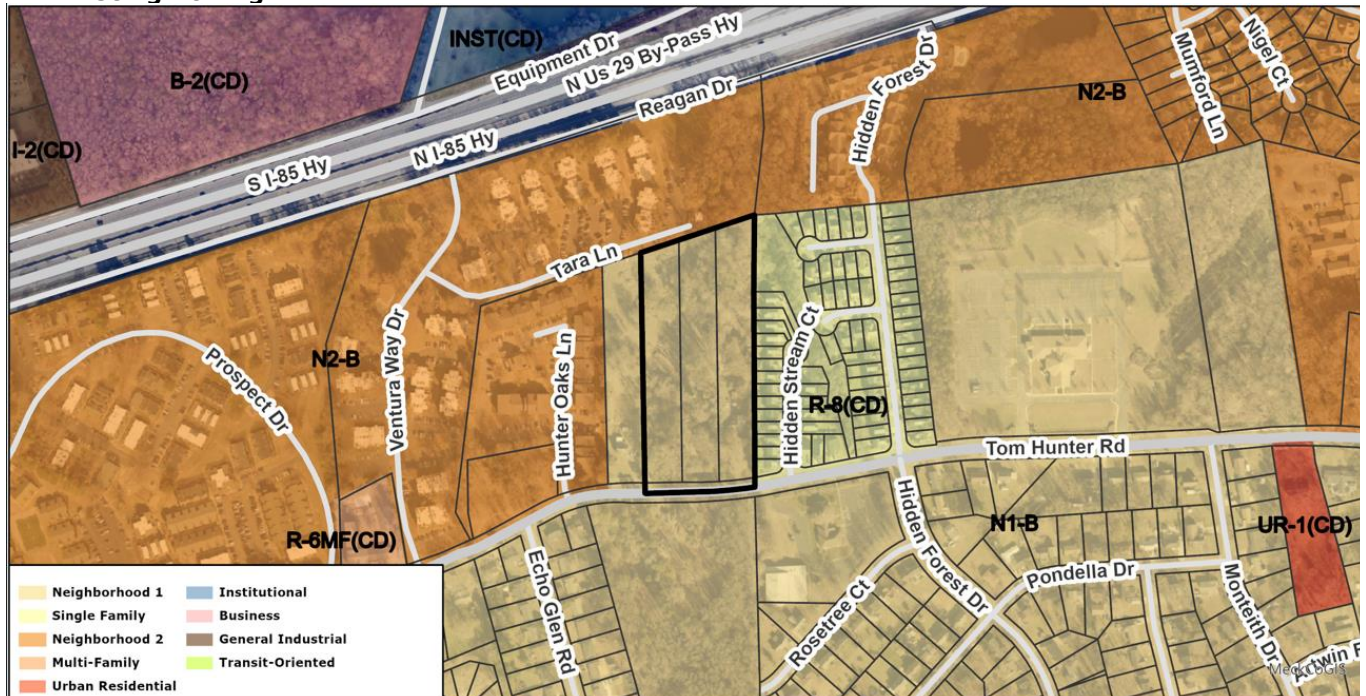 INST(CD)
Equipment Dr
N Us 29 By-Pass Hy
B-2(CD)
Reagan Dr
Hidden Forest Dr
Mumford Ln
Nigel Ct
N2-B
I-2(CD)
S I-85 Hy
N I-85 Hy
Tara Ln
Prospect Dr
N2-B
Ventura Way Dr
Hunter Oaks Ln
Hidden Stream Ct
R-8(CD)
Tom Hunter Rd
R-6MF(CD)
Echo Glen Rd
Hidden Forest Dr
N1-B
UR-1(CD)
Rosetree Ct
Pondella Dr
Monteith Dr
Neighborhood 1
Single Family
Neighborhood 2
Multi-Family
Urban Residential
Institutional
Business
General Industrial
Transit-Oriented